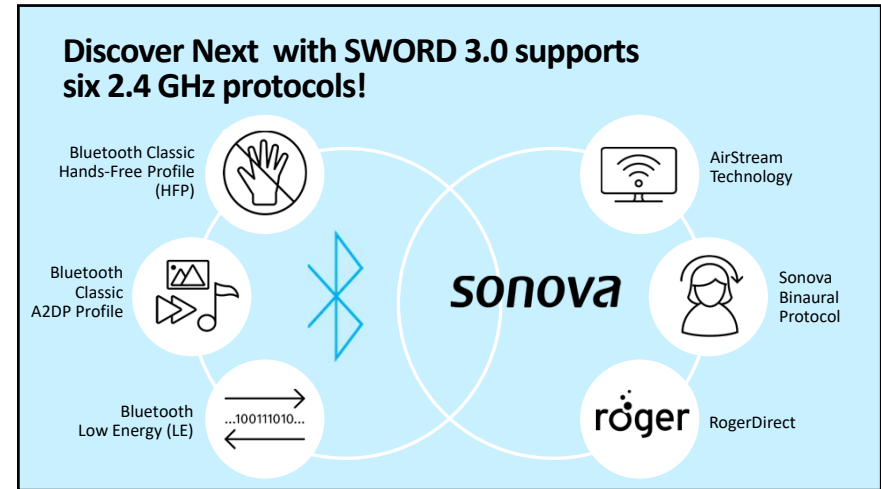 Discover Next with SWORD 3.0 supports
six 2.4 GHz protocols!
Bluetooth Classic
Hands-Free Profile
(HFP)
Bluetooth
Classic
A2DP Profile
...100111010...
Bluetooth
Low Energy (LE)
sonova
AirStream
Technology
Sonova
Binaural
Protocol
roger
RogerDirect